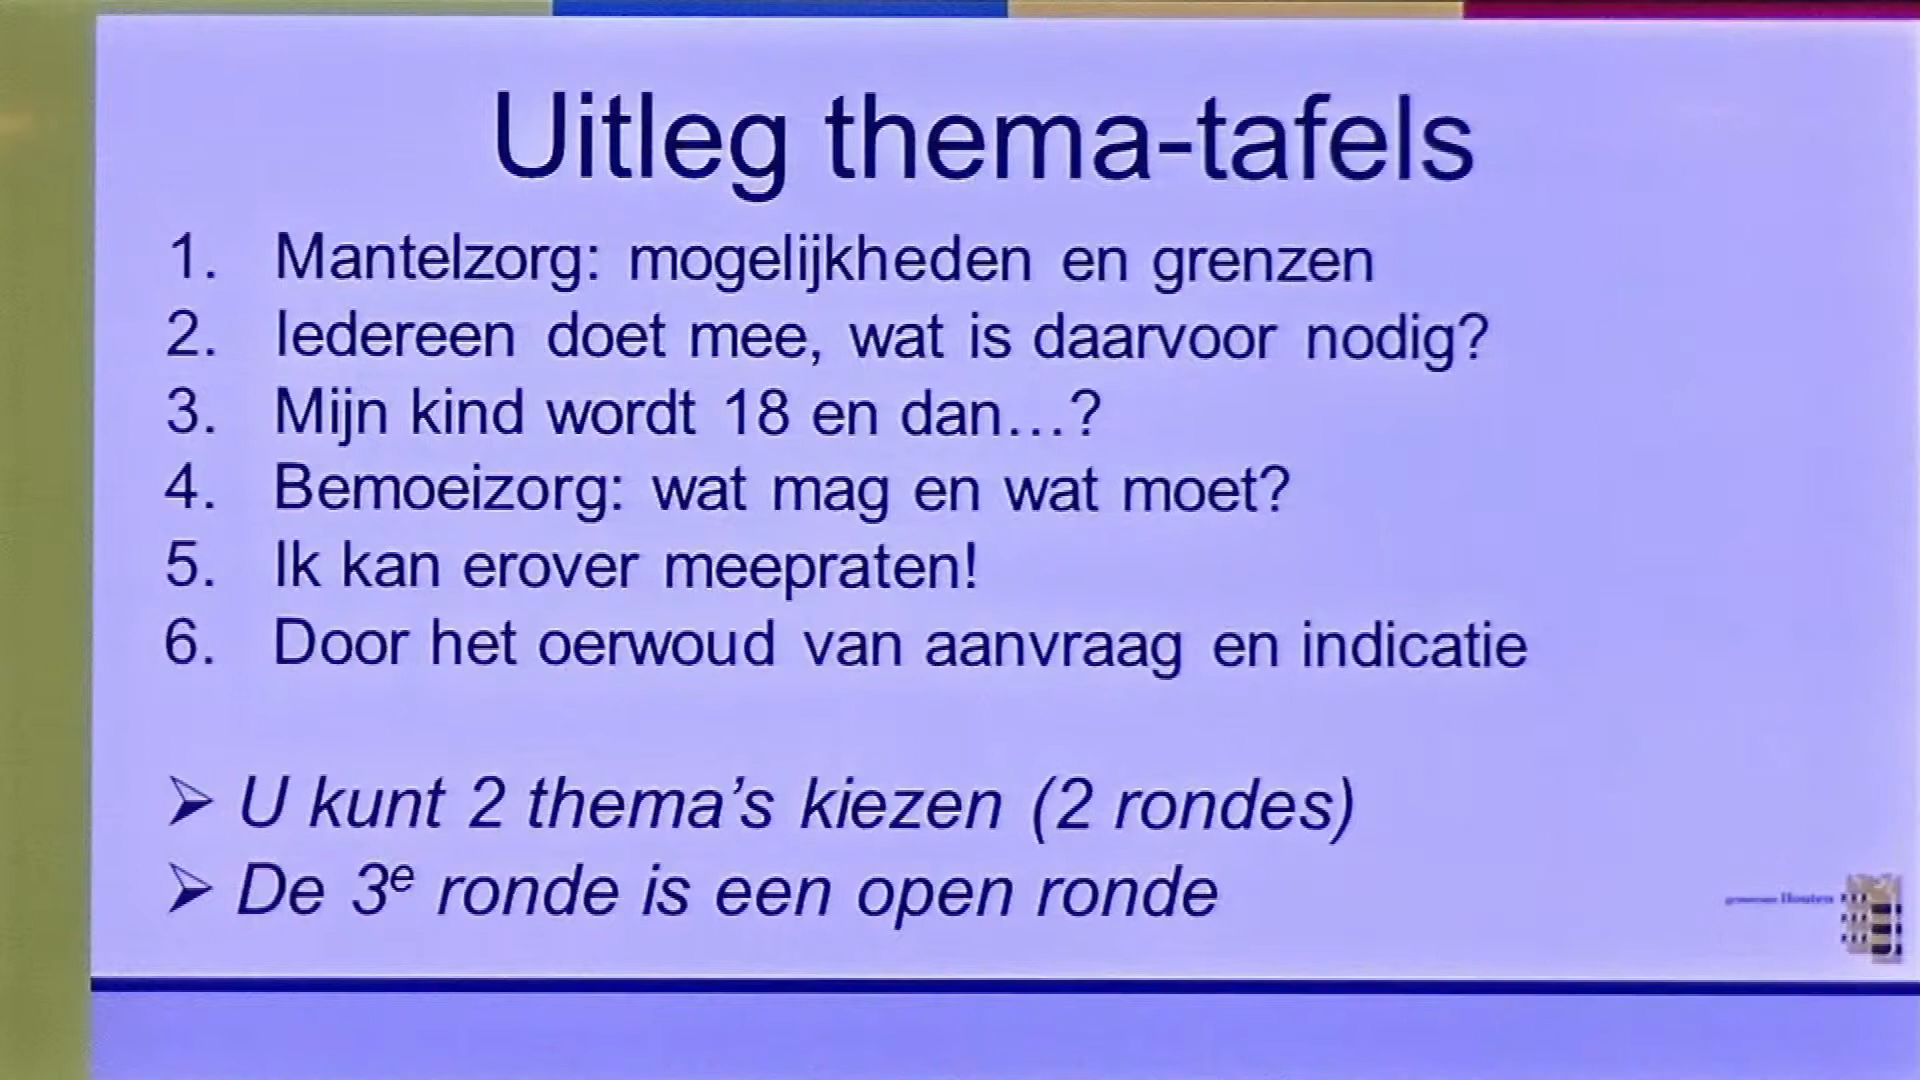 Uitleg thema-tafels
1. Mantelzorg: mogelijkheden en grenzen
2. Iedereen doet mee, wat is daarvoor nodig?
3. Mijn kind wordt 18 en dan...?
4. Bemoeizorg: wat mag en wat moet?
5. Ik kan erover meepraten!
6. Door het oerwoud van aanvraag en indicatie
➢ U kunt 2 thema's kiezen (2 rondes)
➢ De 3e ronde is een open ronde
gemeente Houten